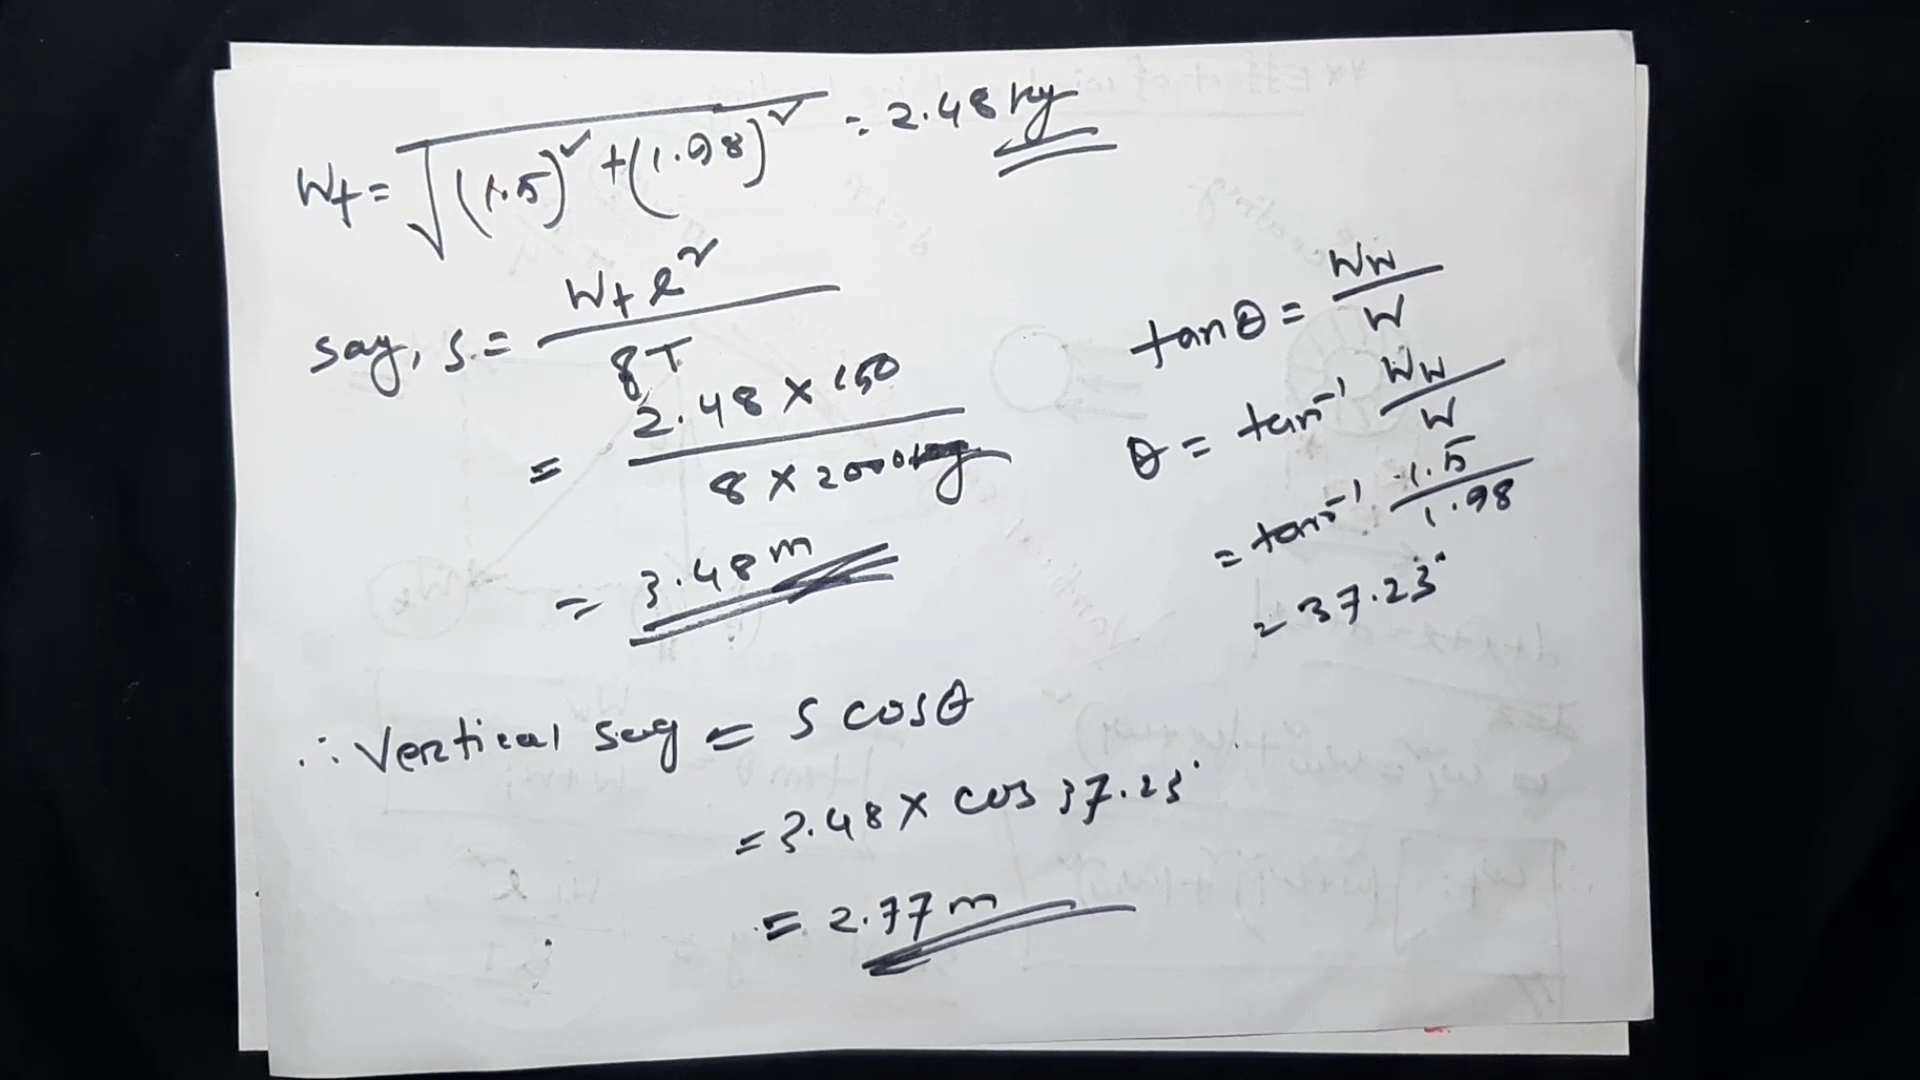 Wt = √(1.5)² + (1.98)² = 2.48 kg
sag, s = Wt l² / 8T
= 2.48 × 150 / 8 × 2000
= 3.48 m
tan θ = Ww / W
θ = tan⁻¹ Ww / W
= tan⁻¹ 1.5 / 1.98
= 37.23°
∴ Vertical sag = S cosθ
= 3.48 × cos 37.23°
= 2.77 m